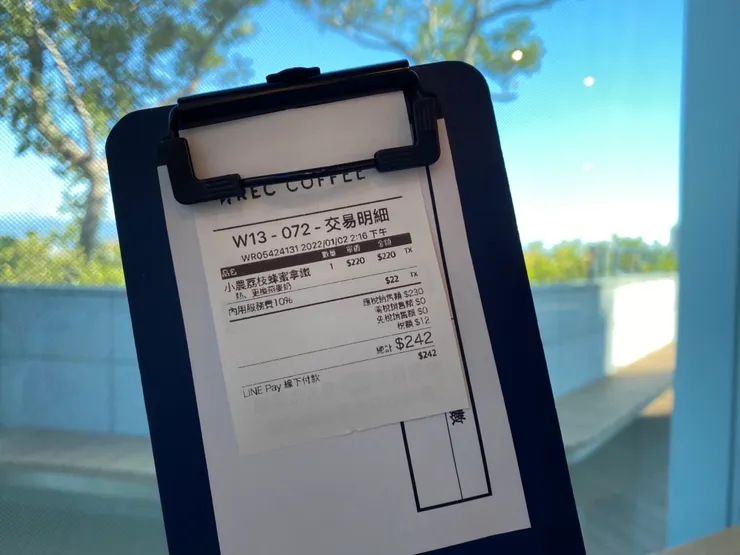 REC COFFEE
W13 - 072 - 交易明細
WR05424131 2022/01/02 2:16 下午
品名 數量 單價 金額
小農荔枝蜂蜜拿鐵 1 $220 $220 TX
熱、更換燕麥奶
內用服務費10% $22 TX
應稅銷售額 $230
零稅銷售額 $0
免稅銷售額 $0
稅額 $12
總計 $242
$242
LINE Pay 線下付款